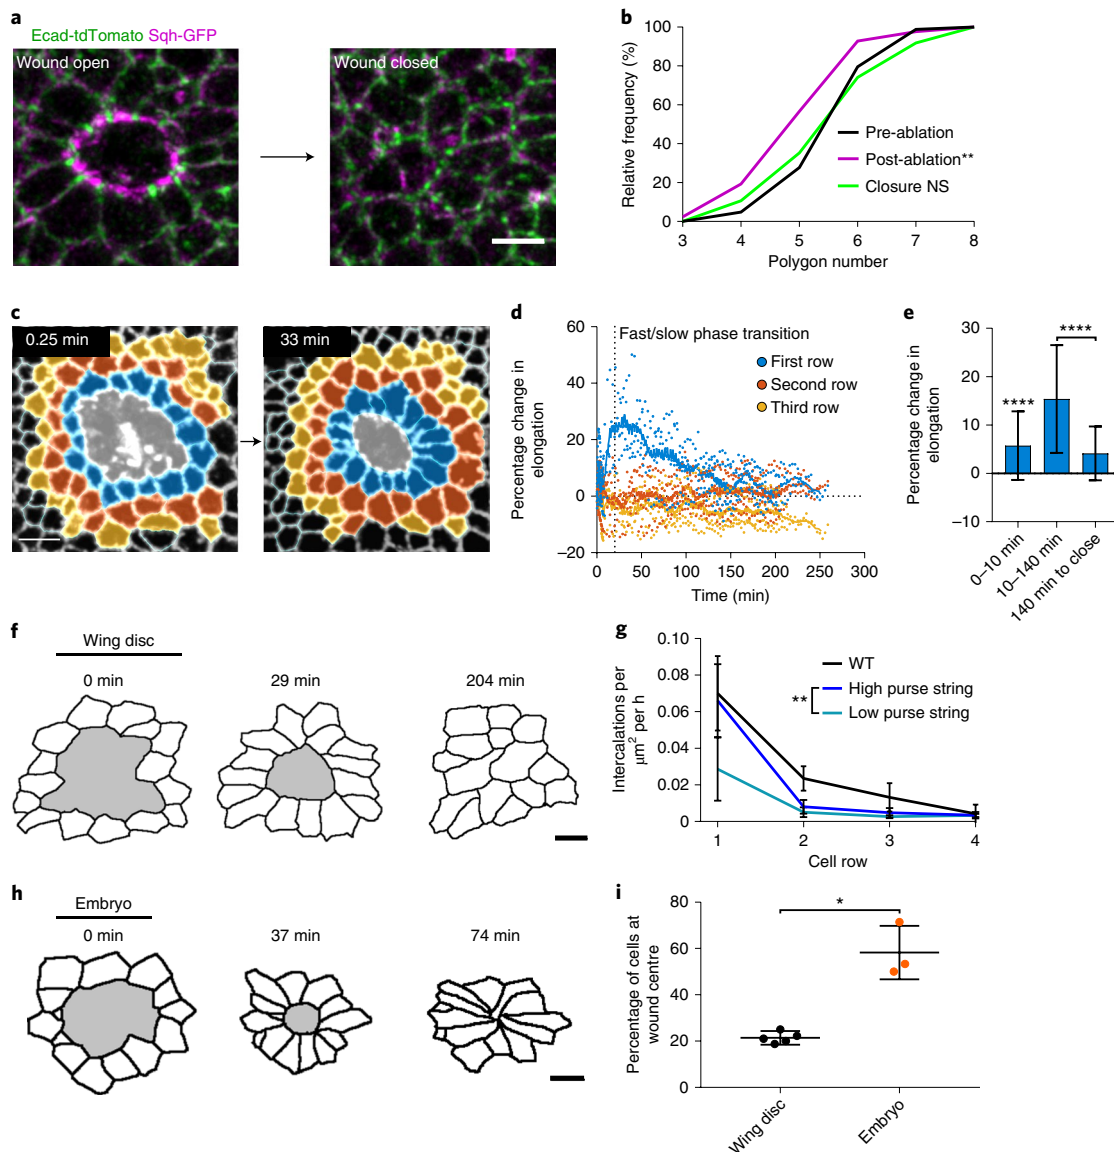 a
Ecad-tdTomato Sqh-GFP
Wound open
Wound closed
b
Relative frequency (%)
100
80
60
40
20
0
Pre-ablation
Post-ablation**
Closure NS
3 4 5 6 7 8
Polygon number
c
0.25 min
33 min
d
Percentage change in
elongation
60
40
20
0
−20
Fast/slow phase transition
First row
Second row
Third row
0 50 100 150 200 250 300
Time (min)
e
Percentage change in
elongation
30
20
10
0
−10
****
****
0–10 min
10–140 min
140 min to close
f
Wing disc
0 min
29 min
204 min
g
Intercalations per
µm² per h
0.10
0.08
0.06
0.04
0.02
0
WT
High purse string
Low purse string
**
1 2 3 4
Cell row
h
Embryo
0 min
37 min
74 min
i
Percentage of cells at
wound centre
80
60
40
20
0
*
Wing disc
Embryo